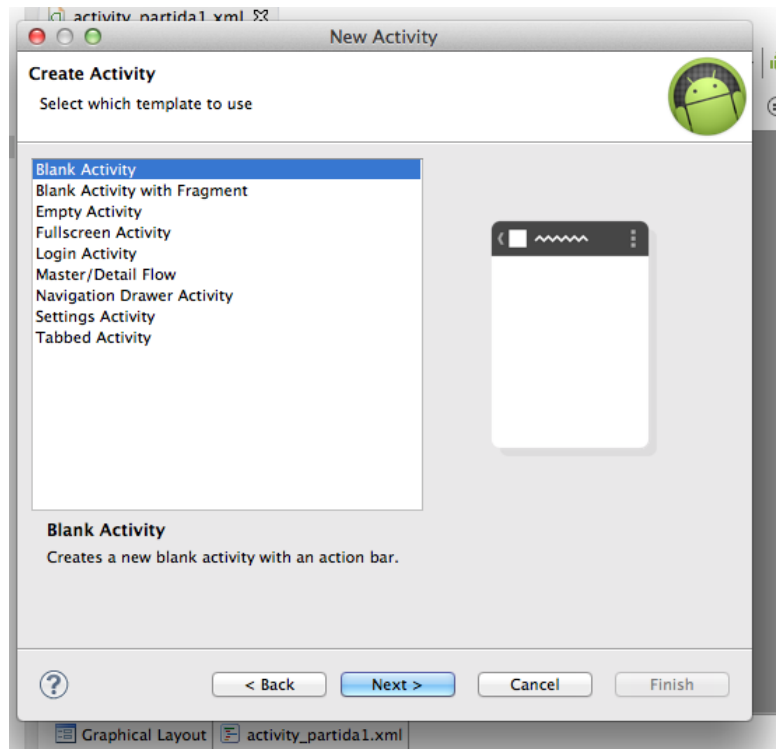 activity_partida1.xml
New Activity
Create Activity
Select which template to use
Blank Activity
Blank Activity with Fragment
Empty Activity
Fullscreen Activity
Login Activity
Master/Detail Flow
Navigation Drawer Activity
Settings Activity
Tabbed Activity
Blank Activity
Creates a new blank activity with an action bar.
? < Back Next > Cancel Finish
Graphical Layout activity_partida1.xml